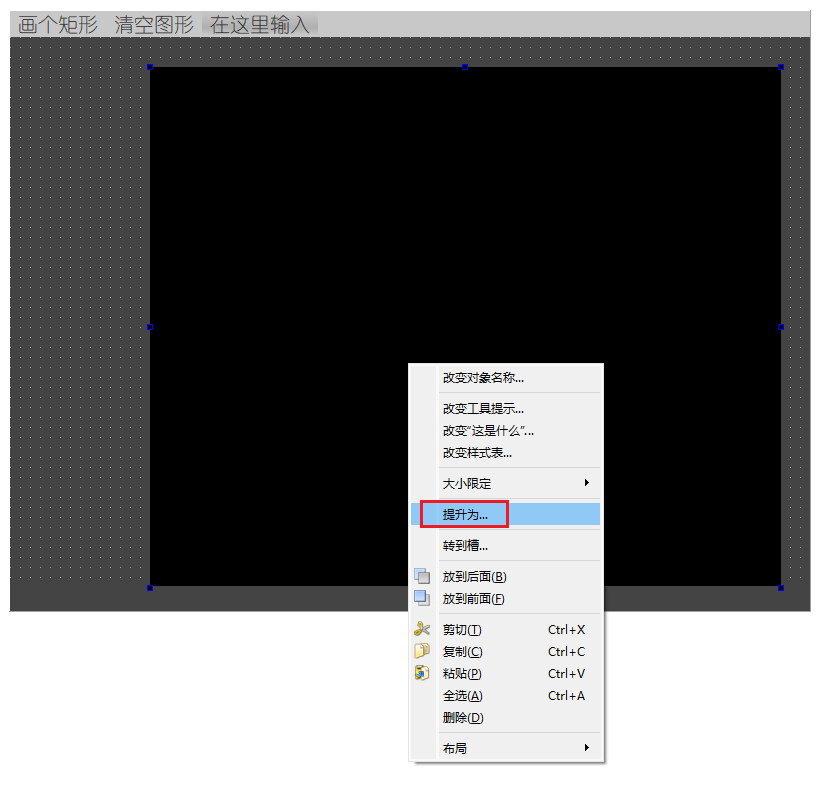 画个矩形 清空图形 在这里输入
改变对象名称...
改变工具提示...
改变“这是什么”...
改变样式表...
大小限定
提升为...
转到槽...
放到后面(B)
放到前面(F)
剪切(T) Ctrl+X
复制(C) Ctrl+C
粘贴(P) Ctrl+V
全选(A) Ctrl+A
删除(D)
布局